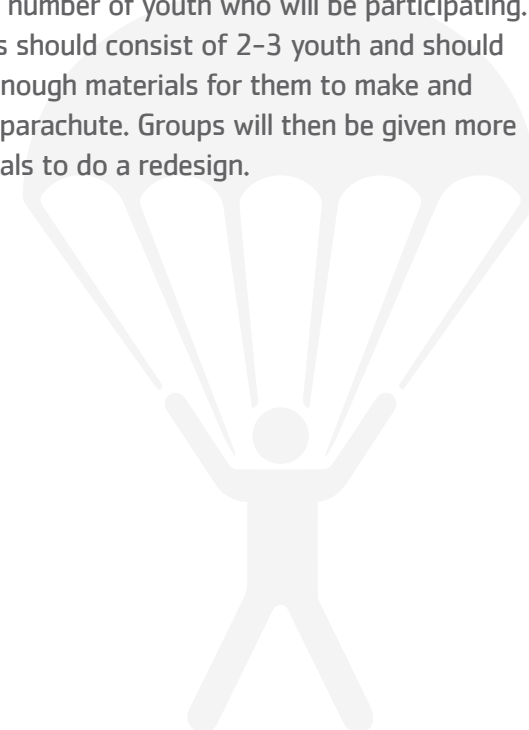 number of youth who will be participating.
s should consist of 2-3 youth and should
nough materials for them to make and
parachute. Groups will then be given more
als to do a redesign.